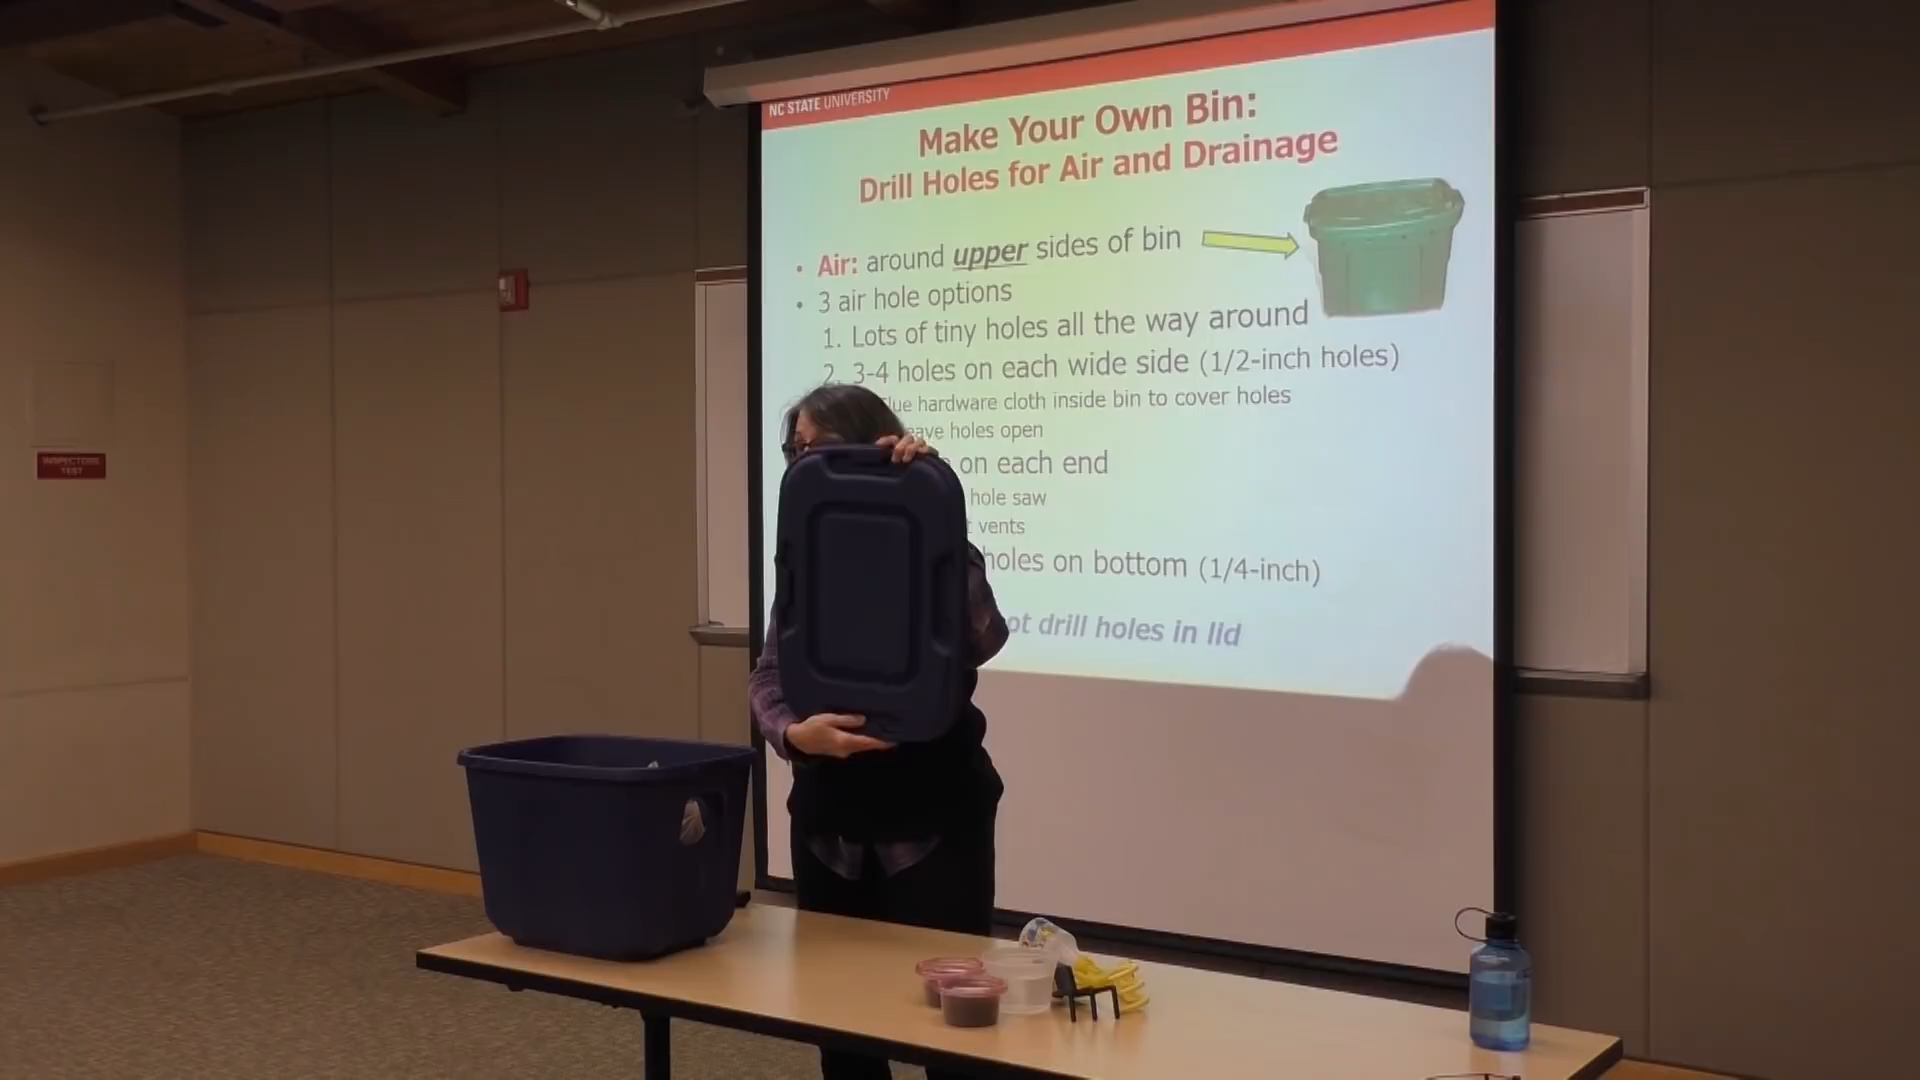 NC STATE UNIVERSITY
Make Your Own Bin:
Drill Holes for Air and Drainage
• Air: around upper sides of bin
• 3 air hole options
1. Lots of tiny holes all the way around
2. 3-4 holes on each wide side (1/2-inch holes)
hardware cloth inside bin to cover holes
holes open
on each end
hole saw
vents
holes on bottom (1/4-inch)
drill holes in lid
INSPECTORS
TEST